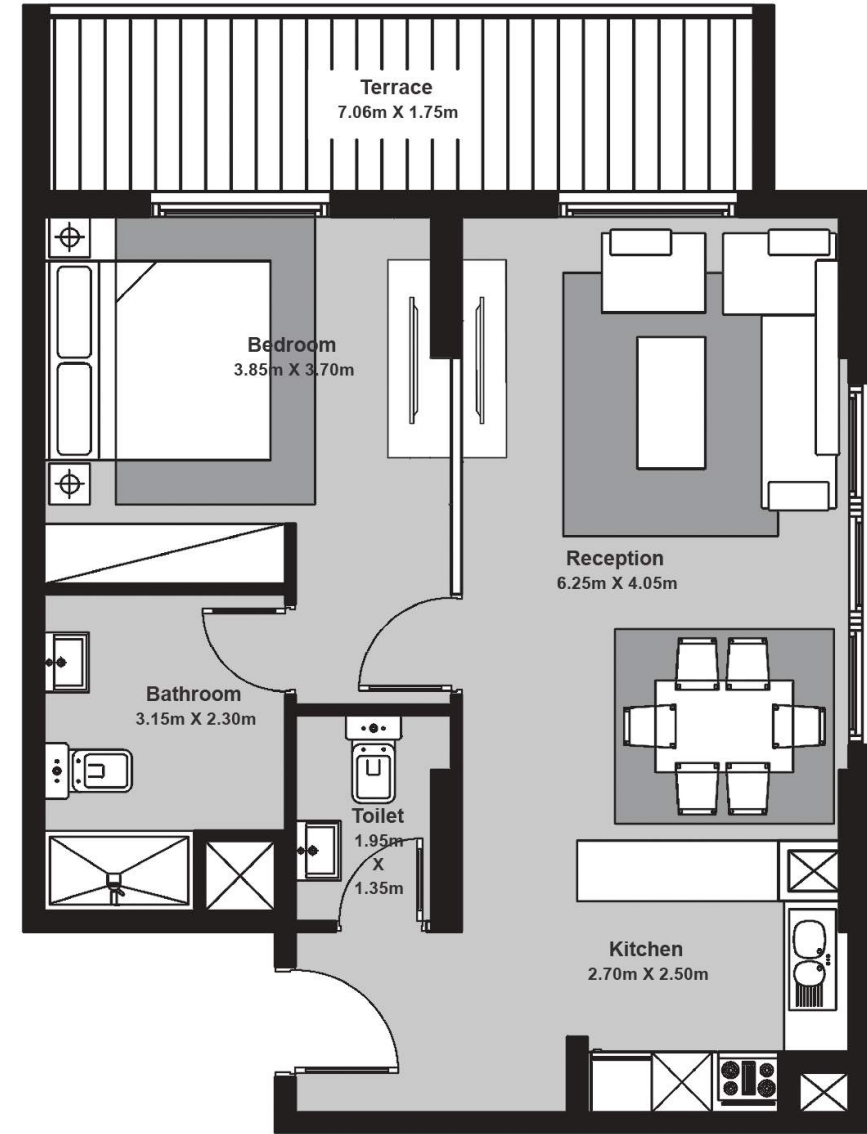 Terrace
7.06m X 1.75m
Bedroom
3.85m X 3.70m
Reception
6.25m X 4.05m
Bathroom
3.15m X 2.30m
Toilet
1.95m
X
1.35m
Kitchen
2.70m X 2.50m